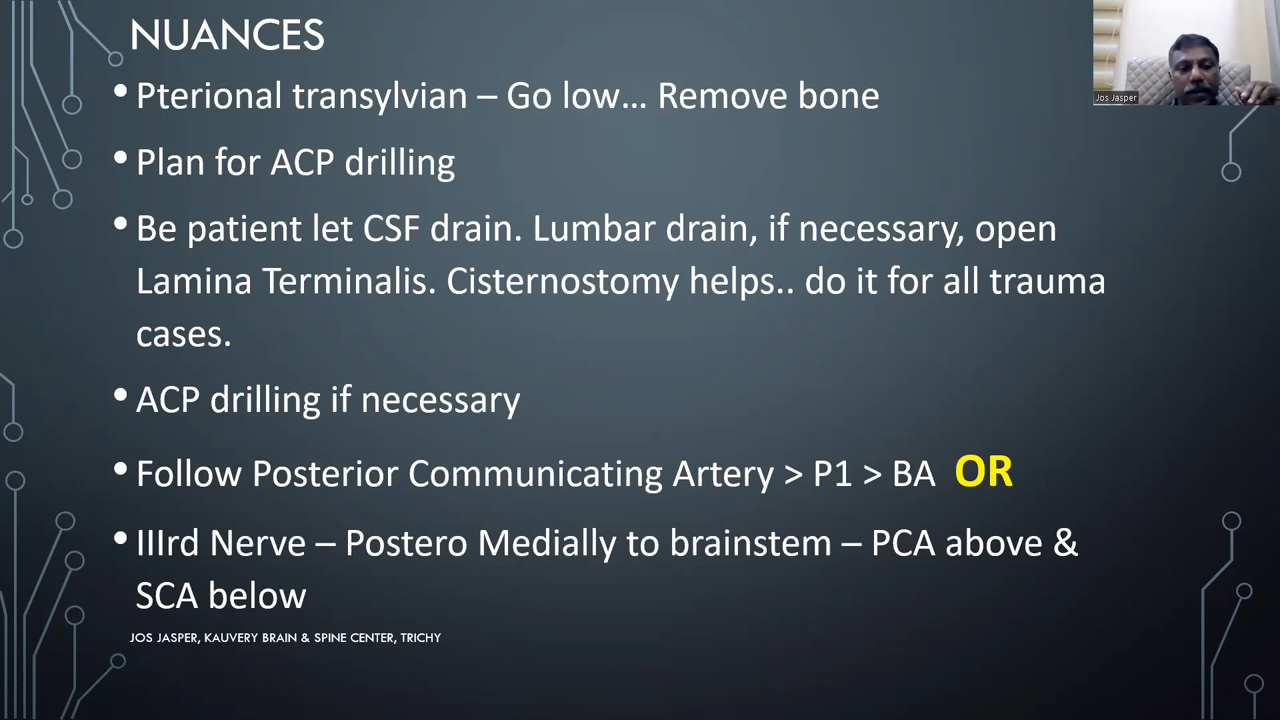 NUANCES
• Pterional transylvian – Go low... Remove bone
• Plan for ACP drilling
• Be patient let CSF drain. Lumbar drain, if necessary, open
Lamina Terminalis. Cisternostomy helps.. do it for all trauma
cases.
• ACP drilling if necessary
• Follow Posterior Communicating Artery > P1 > BA OR
• IIIrd Nerve – Postero Medially to brainstem – PCA above &
SCA below
JOS JASPER, KAUVERY BRAIN & SPINE CENTER, TRICHY
Jos Jasper